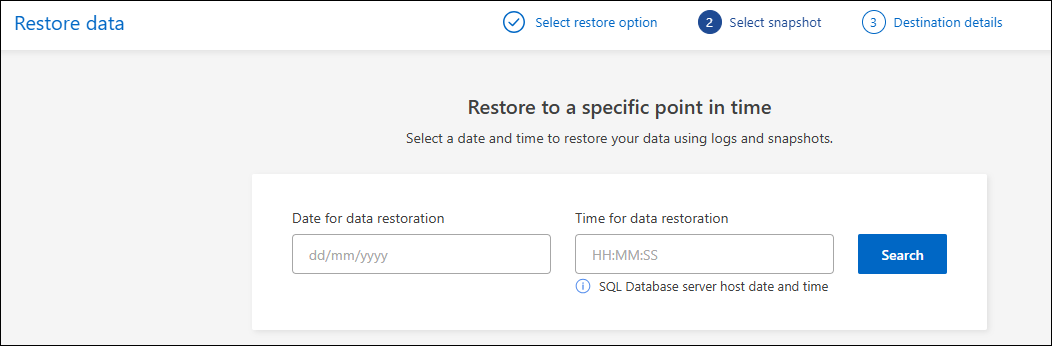 Restore data
Select restore option
2 Select snapshot
3 Destination details
Restore to a specific point in time
Select a date and time to restore your data using logs and snapshots.
Date for data restoration
Time for data restoration
dd/mm/yyyy
HH:MM:SS
Search
SQL Database server host date and time